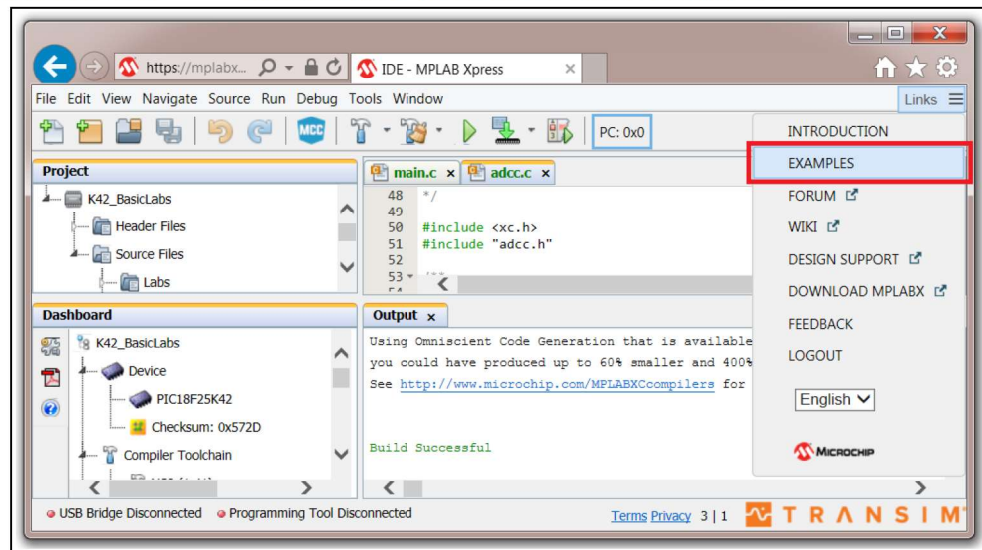 https://mplabx...
IDE - MPLAB Xpress
File Edit View Navigate Source Run Debug Tools Window
Links
MCC
PC: 0x0
INTRODUCTION
EXAMPLES
FORUM
WIKI
DESIGN SUPPORT
DOWNLOAD MPLABX
FEEDBACK
LOGOUT
English
MICROCHIP
Project
K42_BasicLabs
Header Files
Source Files
Labs
main.c x adcc.c x
48 */
49
50 #include <xc.h>
51 #include "adcc.h"
52
53 /**
Dashboard
K42_BasicLabs
Device
PIC18F25K42
Checksum: 0x572D
Compiler Toolchain
Output x
Using Omniscient Code Generation that is available
you could have produced up to 60% smaller and 400%
See http://www.microchip.com/MPLABXCcompilers for
Build Successful
USB Bridge Disconnected Programming Tool Disconnected
Terms Privacy 3 | 1
TRANSIM